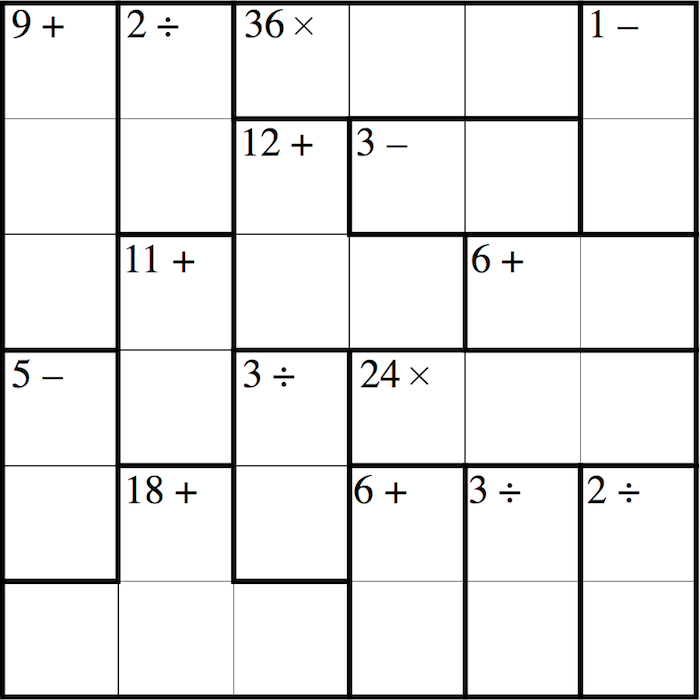 9 + 2 ÷ 36 × 1 –
12 + 3 –
11 + 6 +
5 – 3 ÷ 24 ×
18 + 6 + 3 ÷ 2 ÷